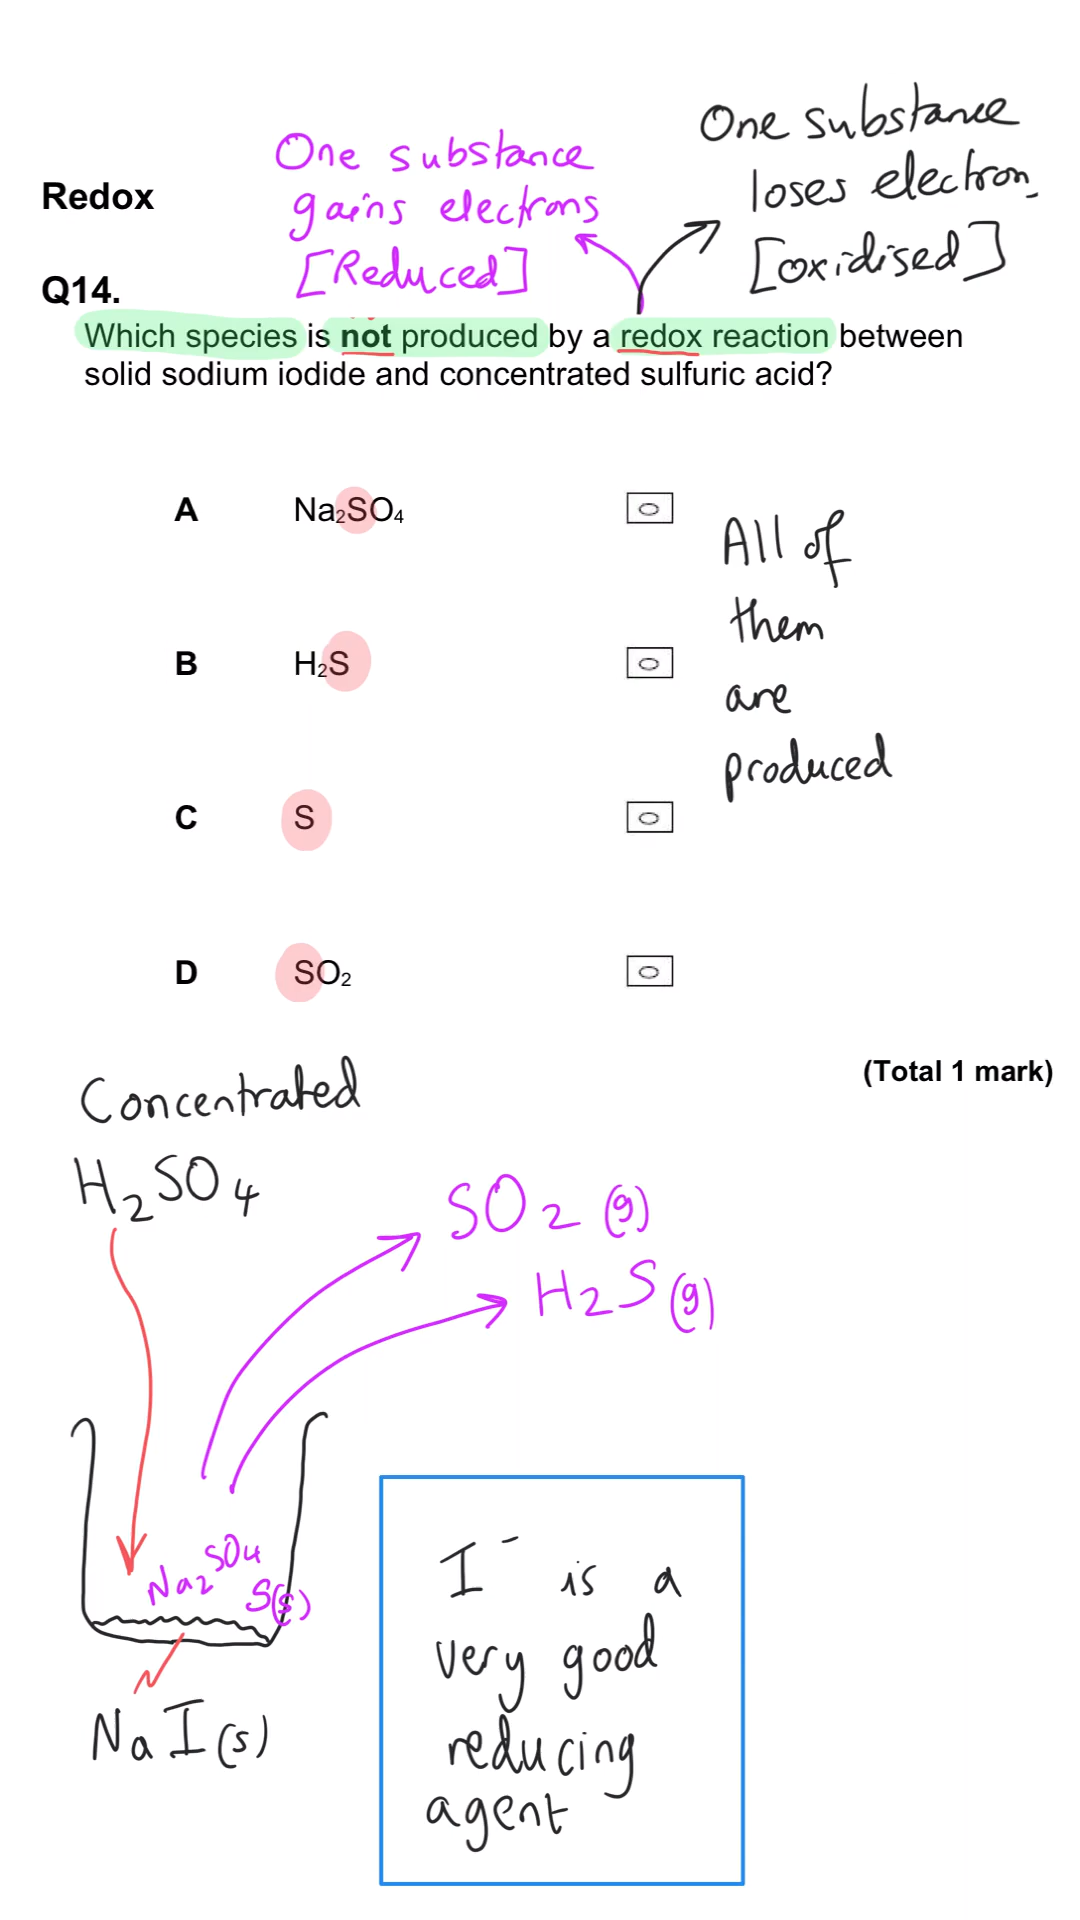 One substance
gains electrons
[Reduced]
One substance
loses electron
[oxidised]
Redox
Q14.
Which species is not produced by a redox reaction between
solid sodium iodide and concentrated sulfuric acid?
A Na₂SO₄
B H₂S
C S
D SO₂
All of
them
are
produced
(Total 1 mark)
Concentrated
H₂SO₄
SO₂ (g)
H₂S (g)
Na₂SO₄
S(s)
NaI(s)
I⁻ is a
very good
reducing
agent